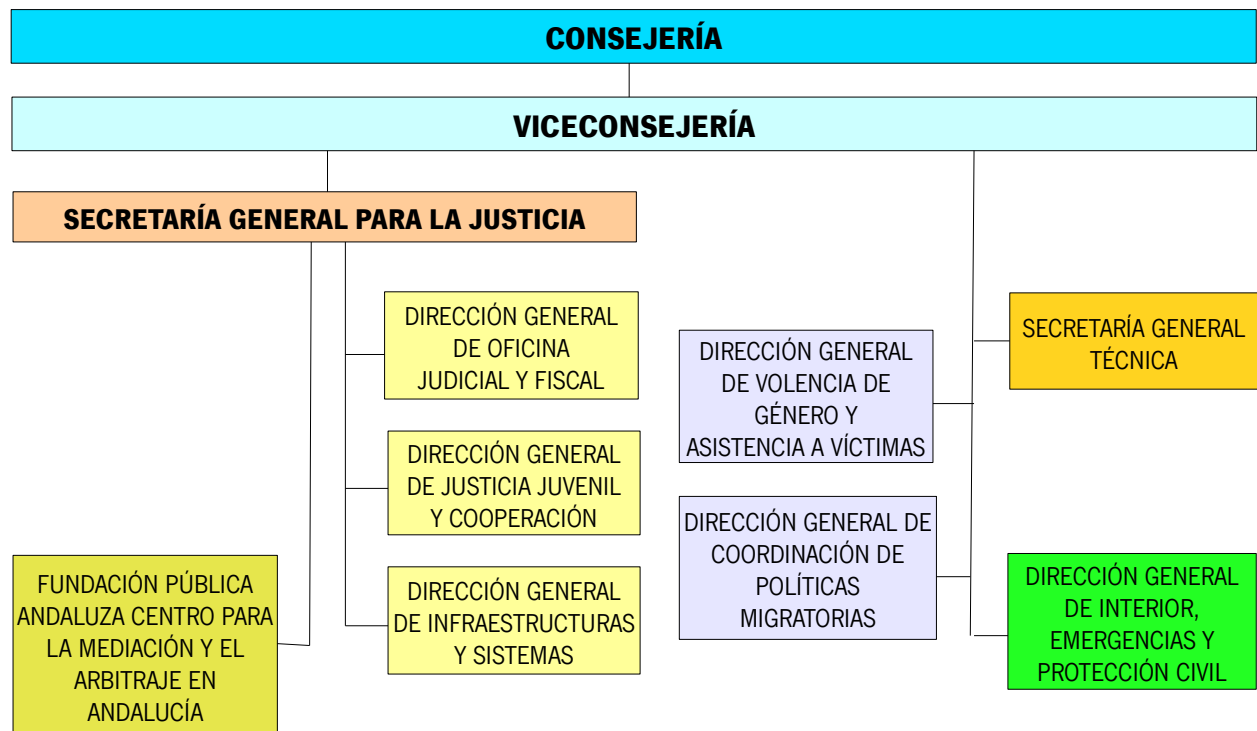 CONSEJERÍA
VICECONSEJERÍA
SECRETARÍA GENERAL PARA LA JUSTICIA
DIRECCIÓN GENERAL
DE OFICINA
JUDICIAL Y FISCAL
DIRECCIÓN GENERAL
DE JUSTICIA JUVENIL
Y COOPERACIÓN
DIRECCIÓN GENERAL
DE INFRAESTRUCTURAS
Y SISTEMAS
FUNDACIÓN PÚBLICA
ANDALUZA CENTRO PARA
LA MEDIACIÓN Y EL
ARBITRAJE EN
ANDALUCÍA
DIRECCIÓN GENERAL
DE VOLENCIA DE
GÉNERO Y
ASISTENCIA A VÍCTIMAS
DIRECCIÓN GENERAL DE
COORDINACIÓN DE
POLÍTICAS
MIGRATORIAS
SECRETARÍA GENERAL
TÉCNICA
DIRECCIÓN GENERAL
DE INTERIOR,
EMERGENCIAS Y
PROTECCIÓN CIVIL